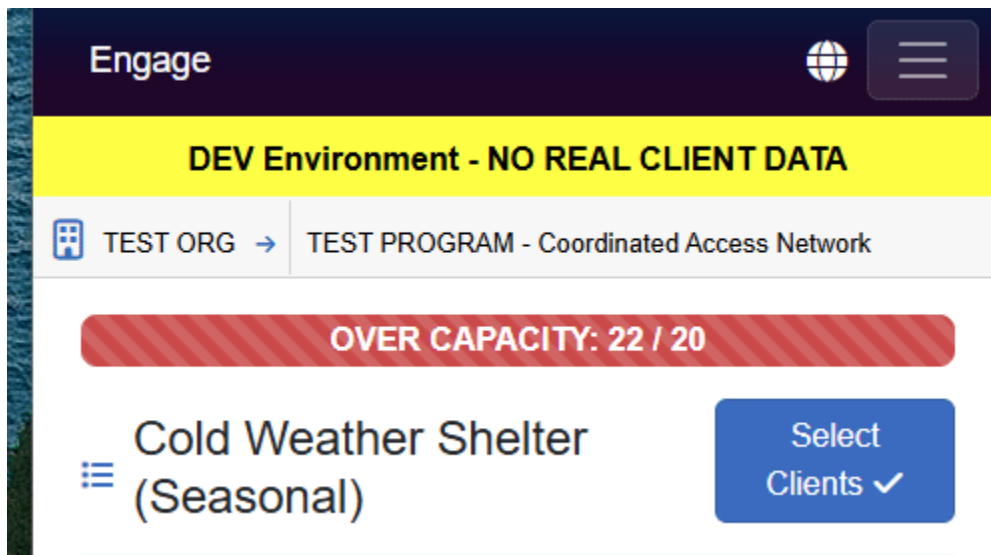 Engage
DEV Environment - NO REAL CLIENT DATA
TEST ORG → TEST PROGRAM - Coordinated Access Network
OVER CAPACITY: 22 / 20
Cold Weather Shelter
(Seasonal)
Select
Clients ✓